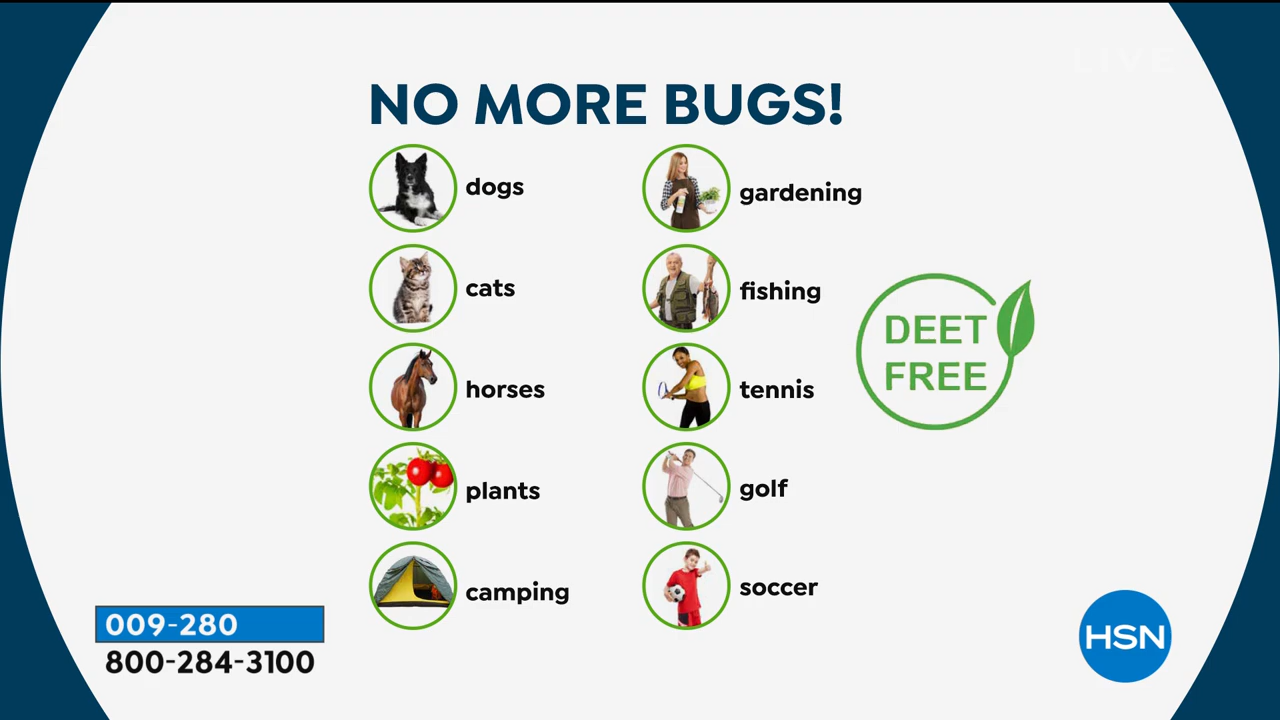 LIVE
NO MORE BUGS!
dogs
gardening
cats
fishing
horses
tennis
plants
golf
camping
soccer
DEET
FREE
009-280
800-284-3100
HSN